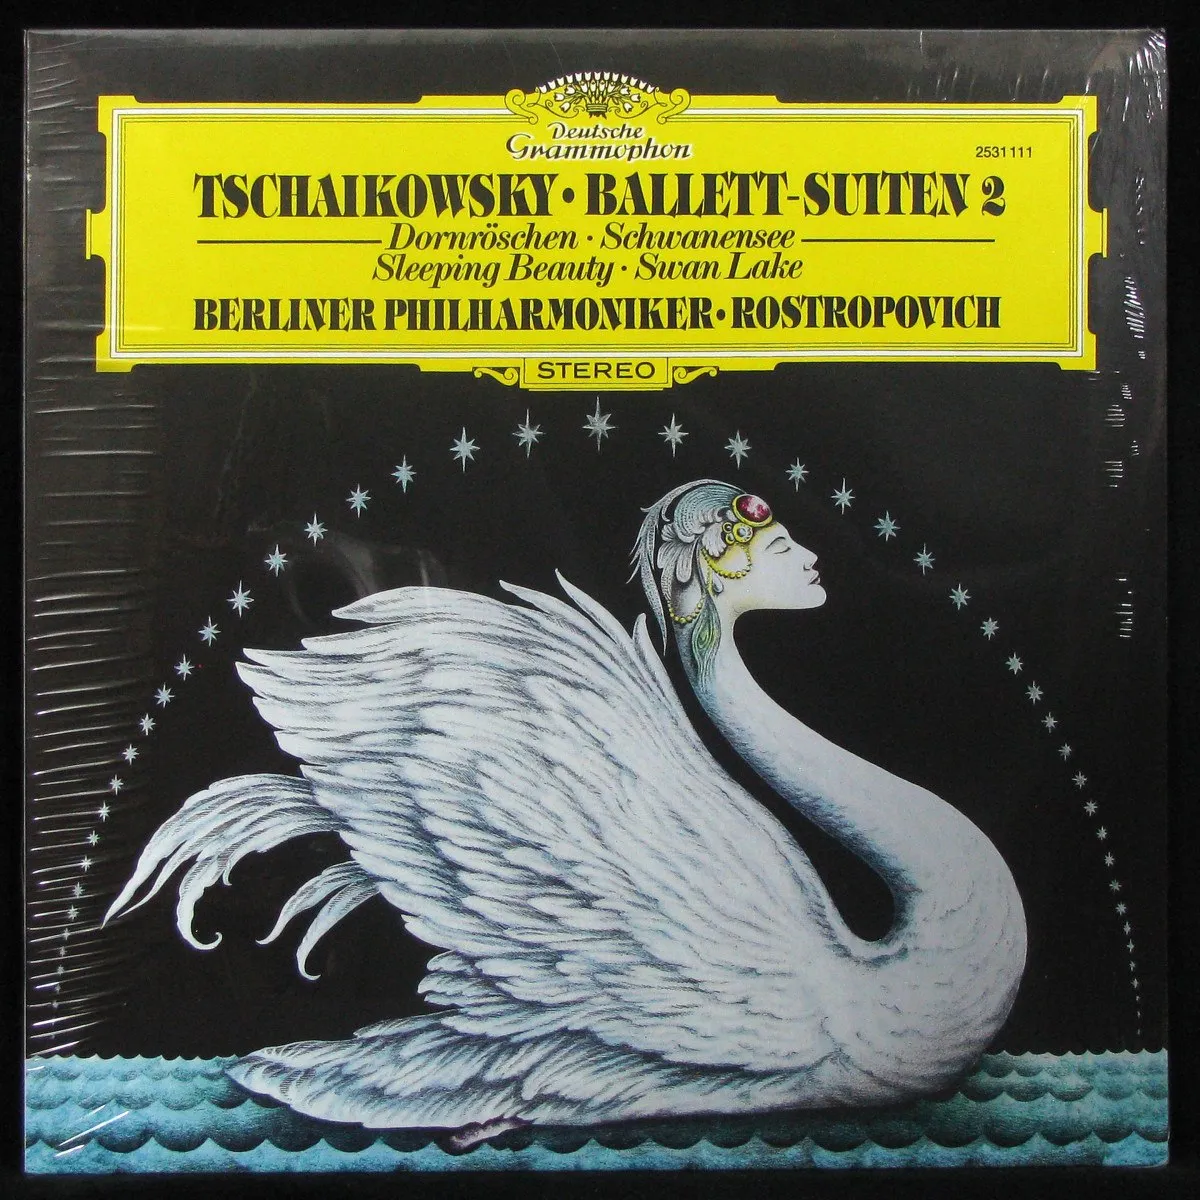 Deutsche
Grammophon
2531 111
TSCHAIKOWSKY · BALLETT-SUITEN 2
Dornröschen · Schwanensee
Sleeping Beauty · Swan Lake
BERLINER PHILHARMONIKER · ROSTROPOVICH
STEREO